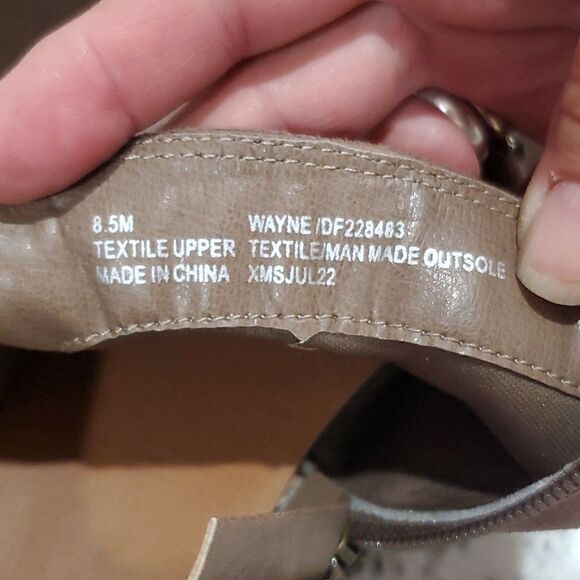 8.5M WAYNE /DF228483
TEXTILE UPPER TEXTILE/MAN MADE OUTSOLE
MADE IN CHINA XMSJUL22